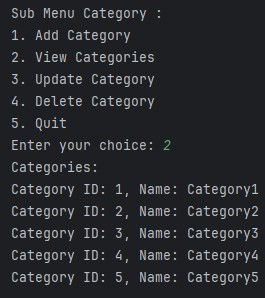 Sub Menu Category :
1. Add Category
2. View Categories
3. Update Category
4. Delete Category
5. Quit
Enter your choice: 2
Categories:
Category ID: 1, Name: Category1
Category ID: 2, Name: Category2
Category ID: 3, Name: Category3
Category ID: 4, Name: Category4
Category ID: 5, Name: Category5